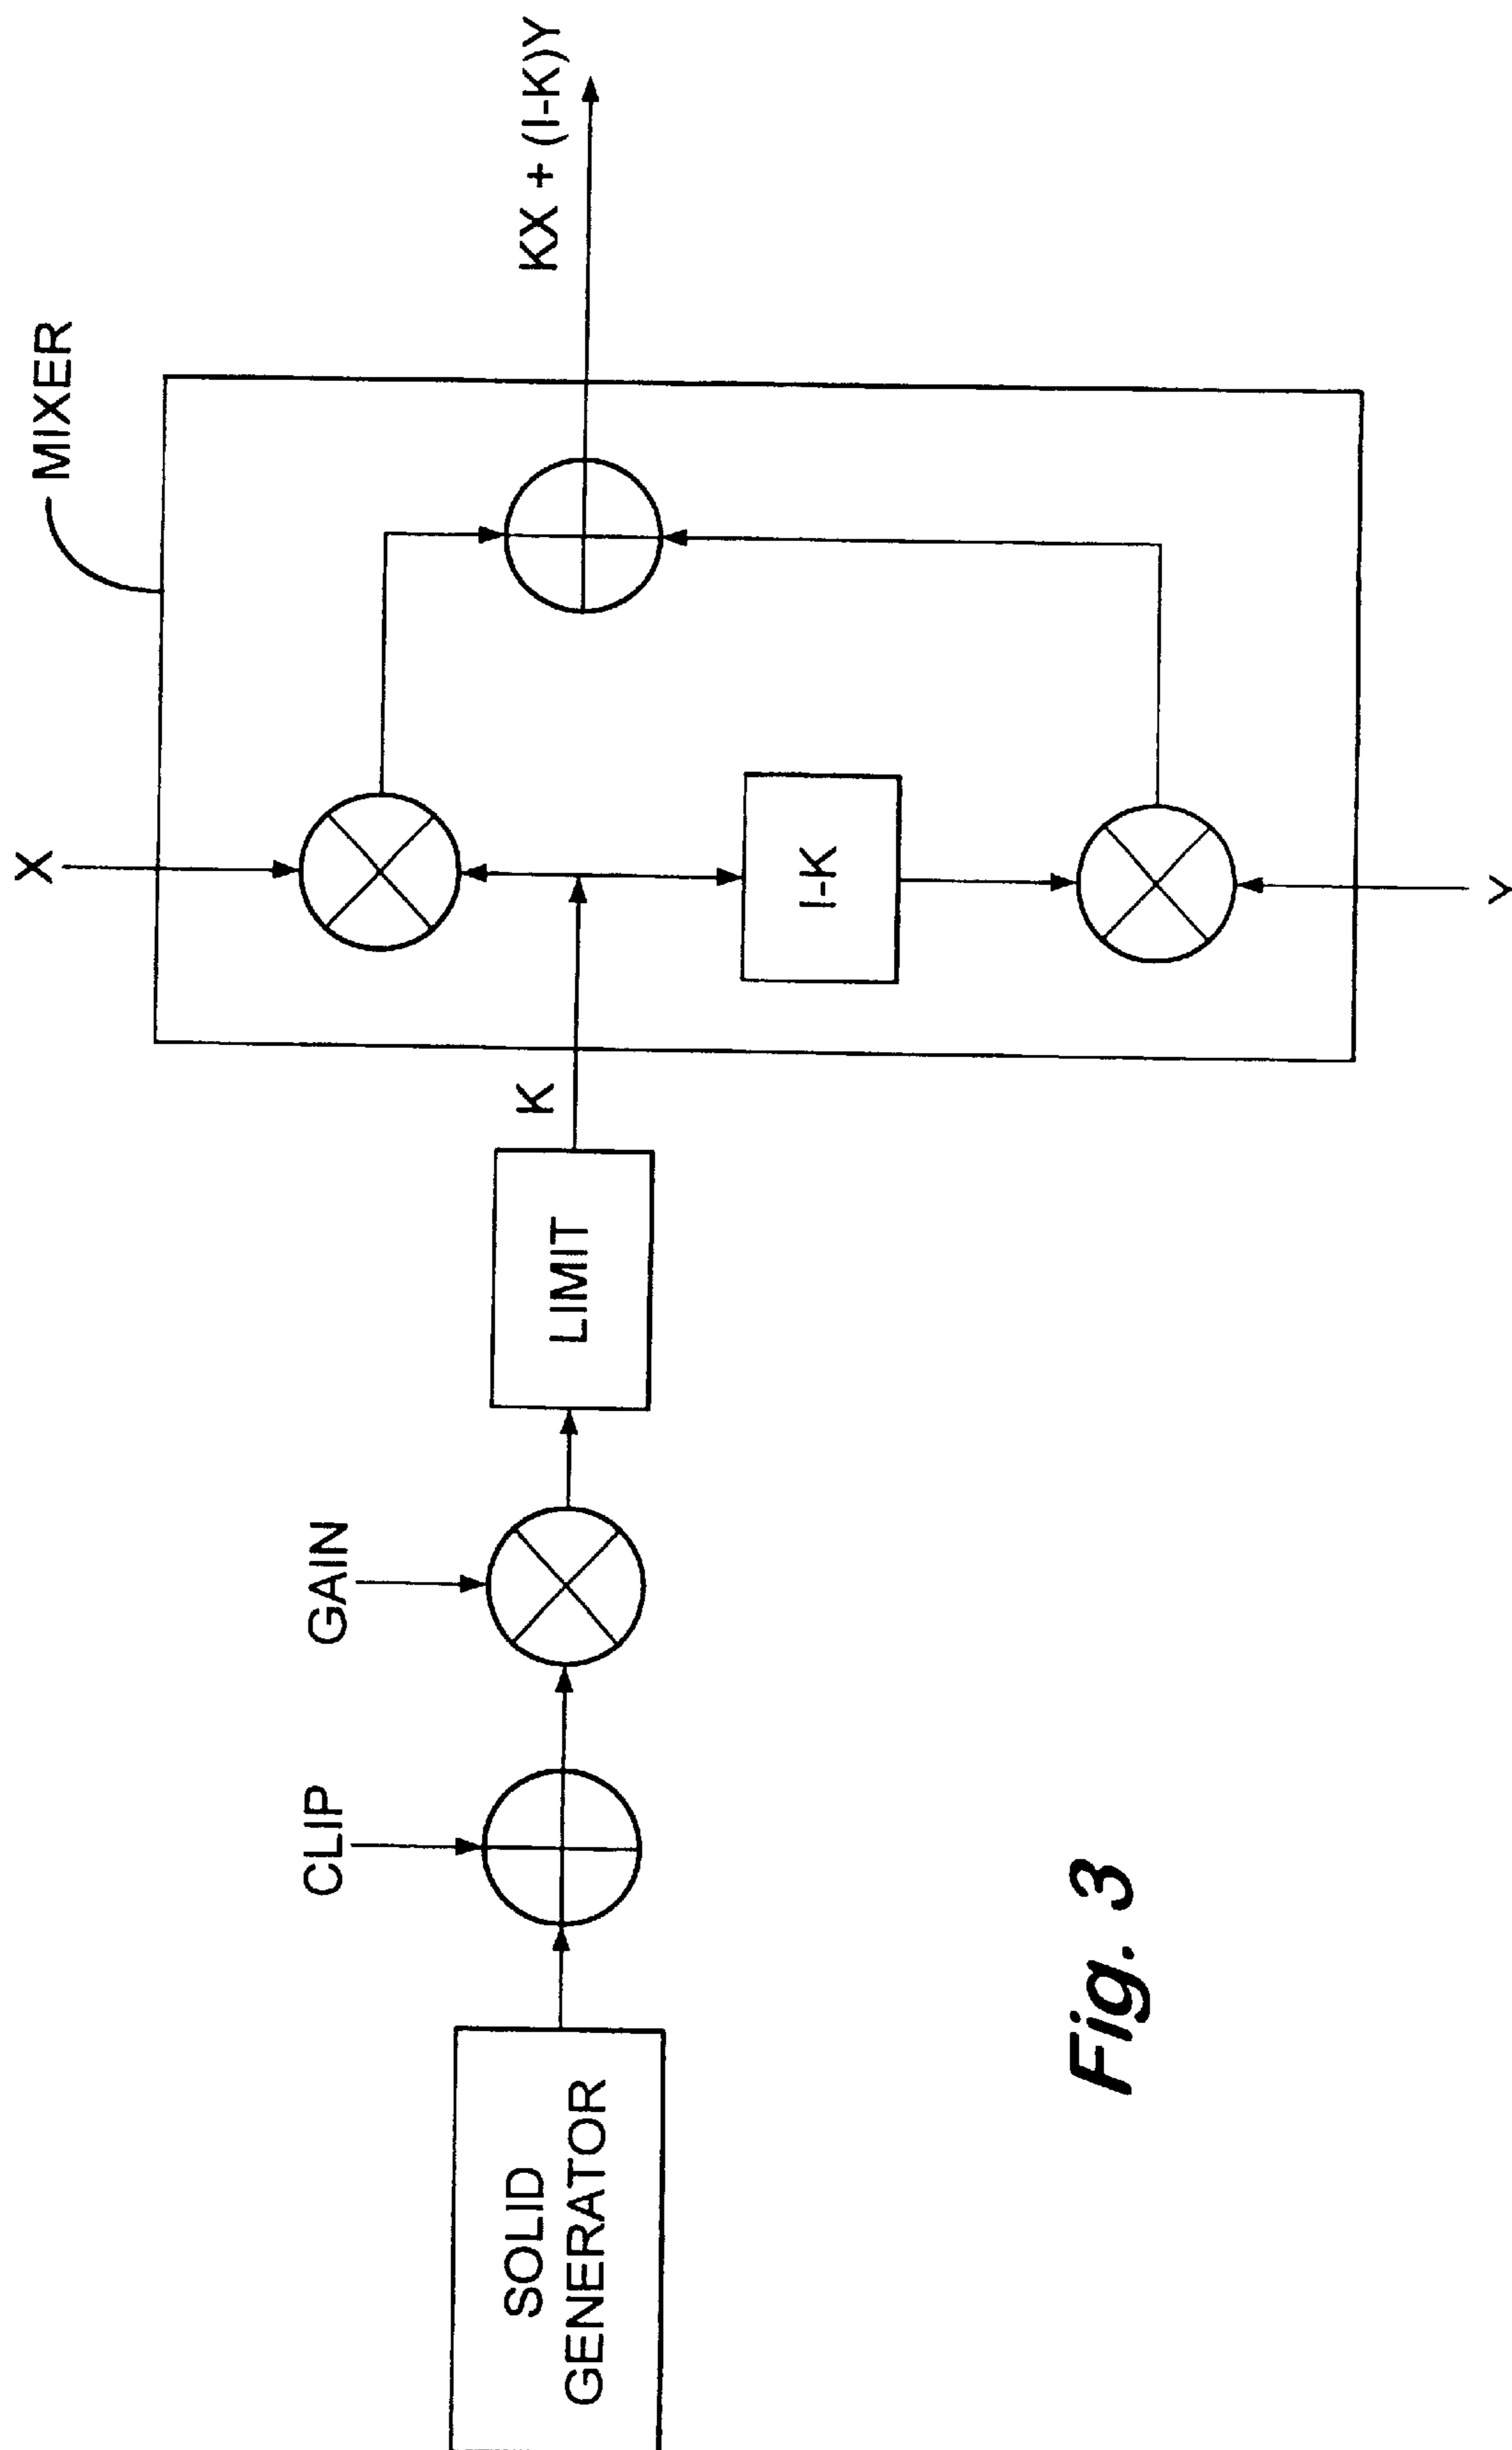 SOLID
GENERATOR
CLIP
GAIN
LIMIT
K
X
I-K
Y
MIXER
KX + (I-K)Y
Fig. 3